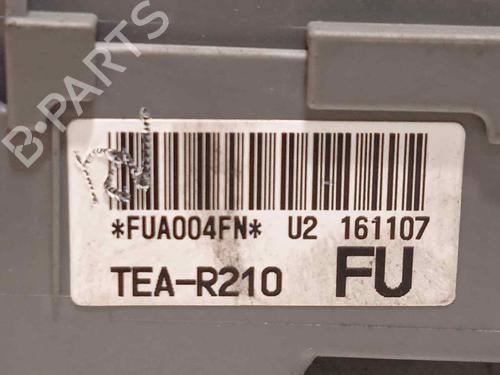 B-PARTS
*FUA004FN* U2 161107
TEA-R210 FU